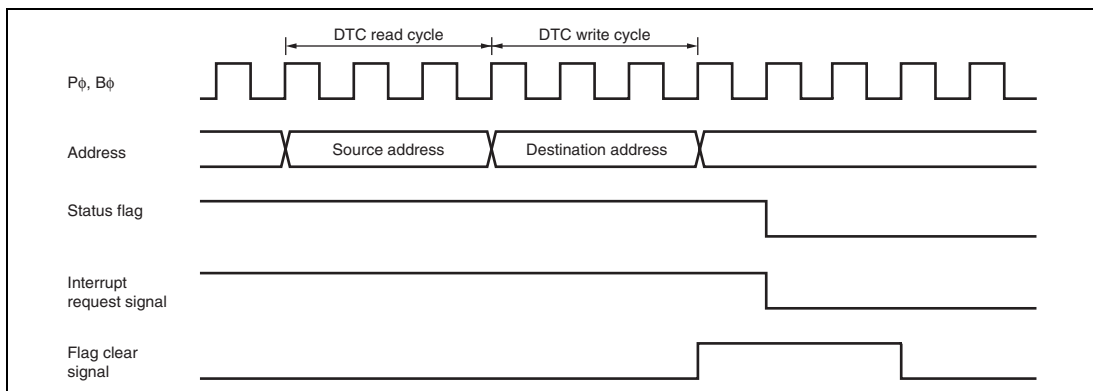 DTC read cycle DTC write cycle
Pϕ, Bϕ
Address Source address Destination address
Status flag
Interrupt
request signal
Flag clear
signal